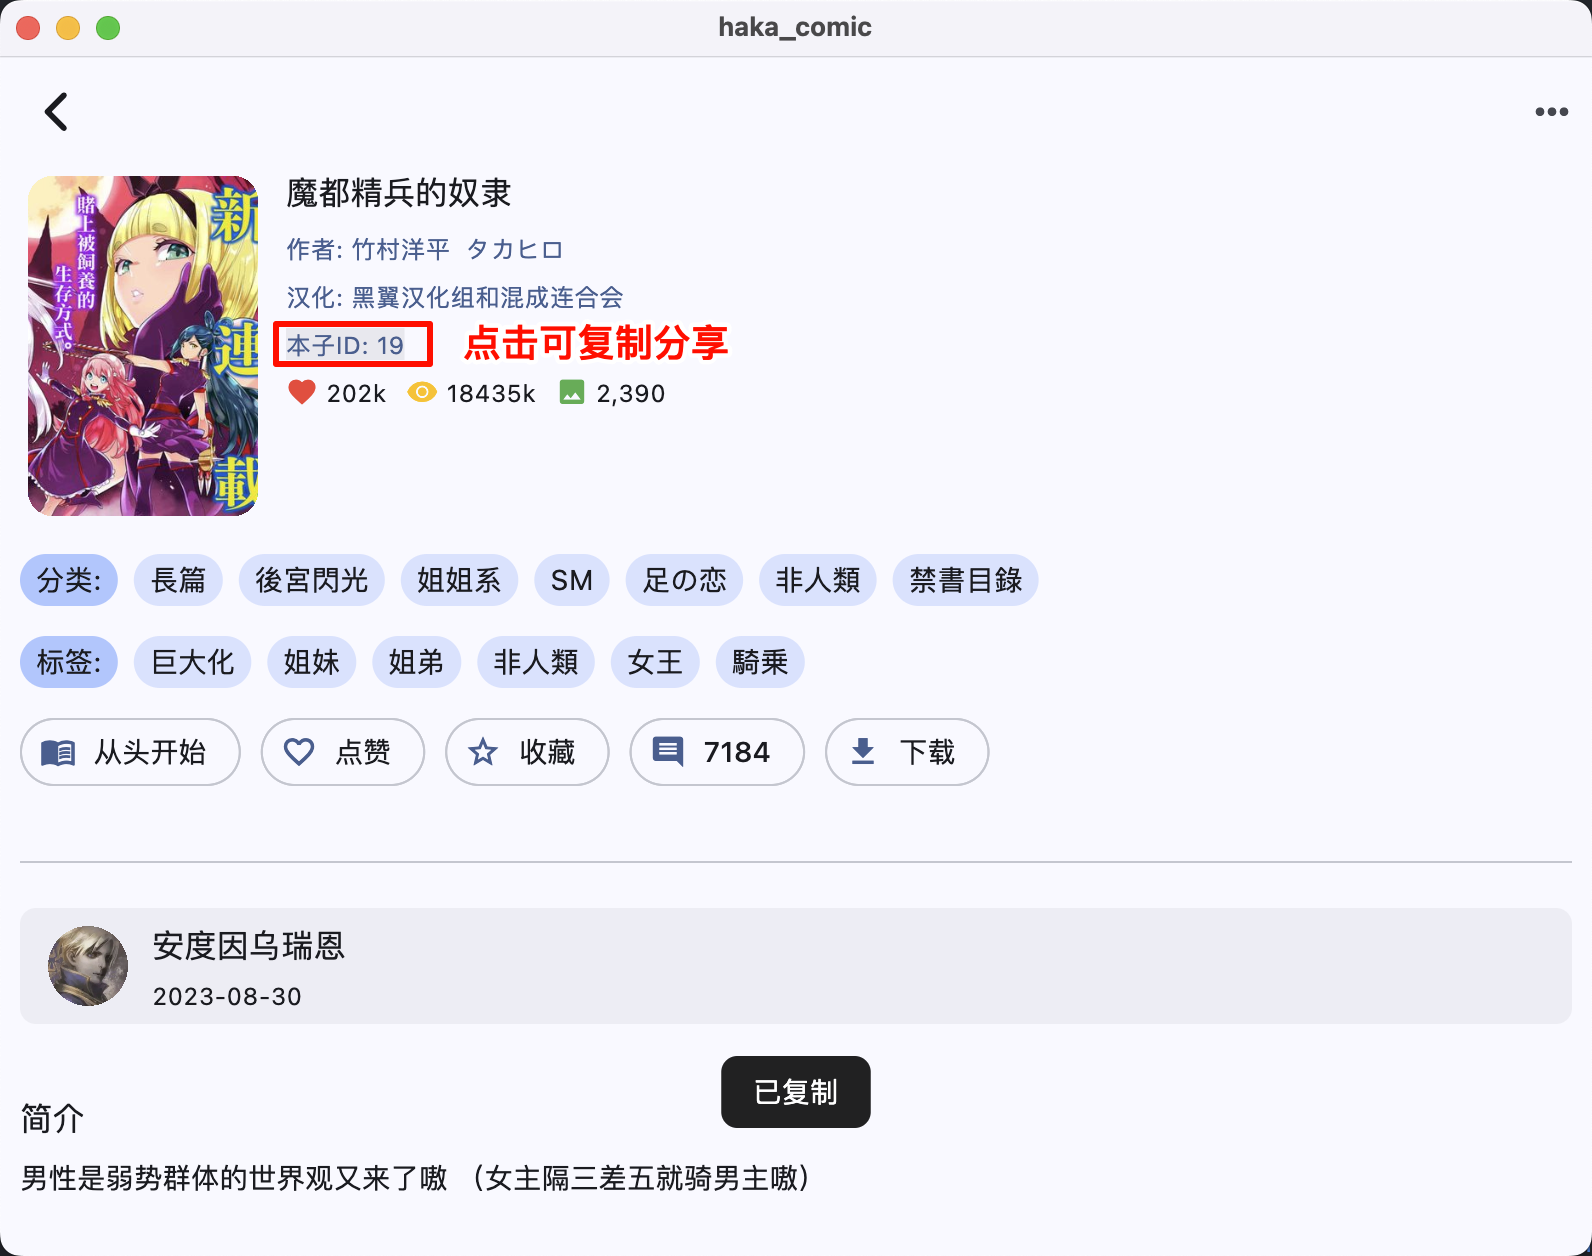 haka_comic
魔都精兵的奴隶
作者: 竹村洋平 タカヒロ
汉化: 黑翼汉化组和混成连合会
本子ID: 19
点击可复制分享
202k 18435k 2,390
賭上被飼養的
生存方式。
新連載
分类: 長篇 後宮閃光 姐姐系 SM 足の恋 非人類 禁書目錄
标签: 巨大化 姐妹 姐弟 非人類 女王 騎乗
从头开始 点赞 收藏 7184 下载
安度因乌瑞恩
2023-08-30
已复制
简介
男性是弱势群体的世界观又来了嗷 （女主隔三差五就骑男主嗷）